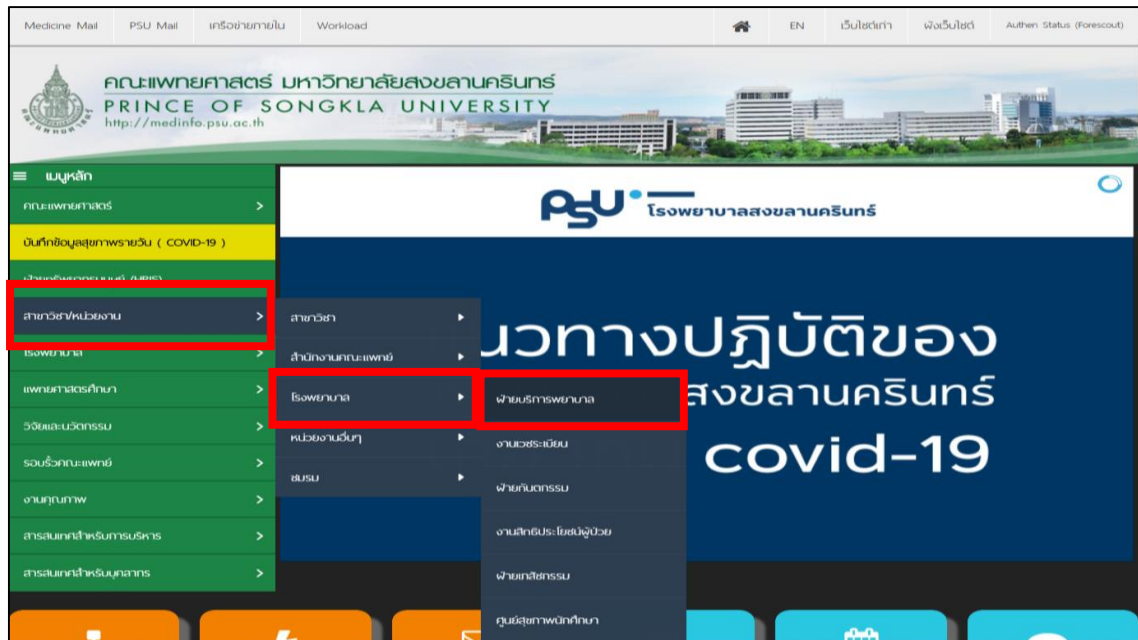 Medicine Mail PSU Mail เครือข่ายภายใน Workload EN เว็บไซต์เก่า ผังเว็บไซต์ Authen Status (Forescout)
คณะแพทยศาสตร์ มหาวิทยาลัยสงขลานครินทร์
PRINCE OF SONGKLA UNIVERSITY
http://medinfo.psu.ac.th
เมนูหลัก
คณะแพทยศาสตร์
บันทึกข้อมูลสุขภาพรายวัน ( COVID-19 )
ฝ่ายทรัพยากรมนุษย์ (HRIS)
สาขาวิชา/หน่วยงาน
โรงพยาบาล
แพทยศาสตรศึกษา
วิจัยและนวัตกรรม
รอบรั้วคณะแพทย์
งานคุณภาพ
สารสนเทศสำหรับการบริหาร
สารสนเทศสำหรับบุคลากร
สาขาวิชา
สำนักงานคณะแพทย์
โรงพยาบาล
หน่วยงานอื่นๆ
ชมรม
ฝ่ายบริการพยาบาล
งานเวชระเบียน
ฝ่ายทันตกรรม
งานสิทธิประโยชน์ผู้ป่วย
ฝ่ายเภสัชกรรม
ศูนย์สุขภาพนักศึกษา
PSU โรงพยาบาลสงขลานครินทร์
นวทางปฏิบัติของ
สงขลานครินทร์
covid-19